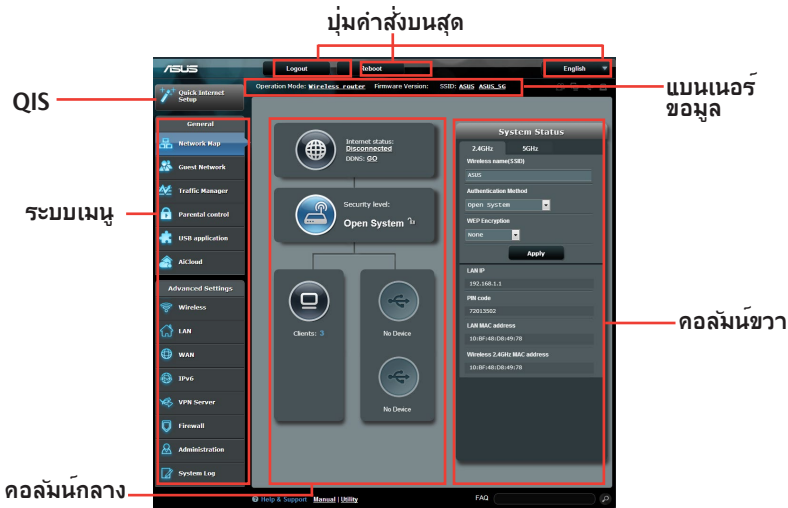 ปุ่มคำสั่งบนสุด
ASUS
Logout
Reboot
English
Quick Internet Setup
Operation Mode: Wireless router Firmware Version: SSID: ASUS ASUS_5G
แบนเนอร์
ขอมูล
QIS
General
Network Map
Guest Network
Traffic Manager
Parental control
USB application
AiCloud
ระบบเมนู
Advanced Settings
Wireless
LAN
WAN
IPv6
VPN Server
Firewall
Administration
System Log
Internet status:
Disconnected
DDNS: GO
Security level:
Open System
Clients: 3
No Device
No Device
System Status
2.4GHz 5GHz
Wireless name(SSID)
ASUS
Authentication Method
Open System
WEP Encryption
None
Apply
LAN IP
192.168.1.1
PIN code
72013502
LAN MAC address
10:BF:48:D8:49:78
Wireless 2.4GHz MAC address
10:BF:48:D8:49:78
คอลัมน์ขวา
คอลัมน์กลาง
Help & Support Manual | Utility
FAQ